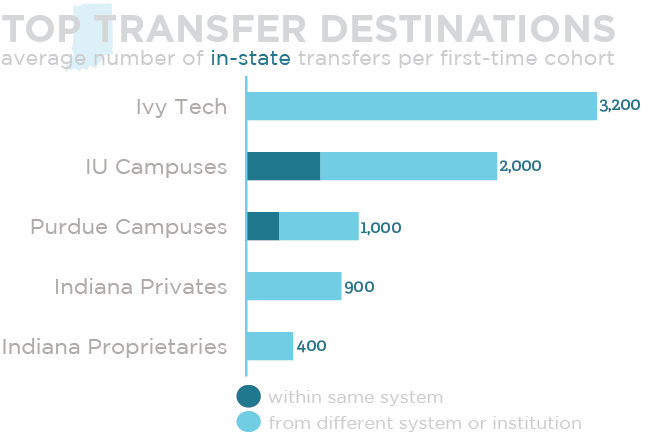 TOP TRANSFER DESTINATIONS
average number of in-state transfers per first-time cohort
Ivy Tech 3,200
IU Campuses 2,000
Purdue Campuses 1,000
Indiana Privates 900
Indiana Proprietaries 400
within same system
from different system or institution